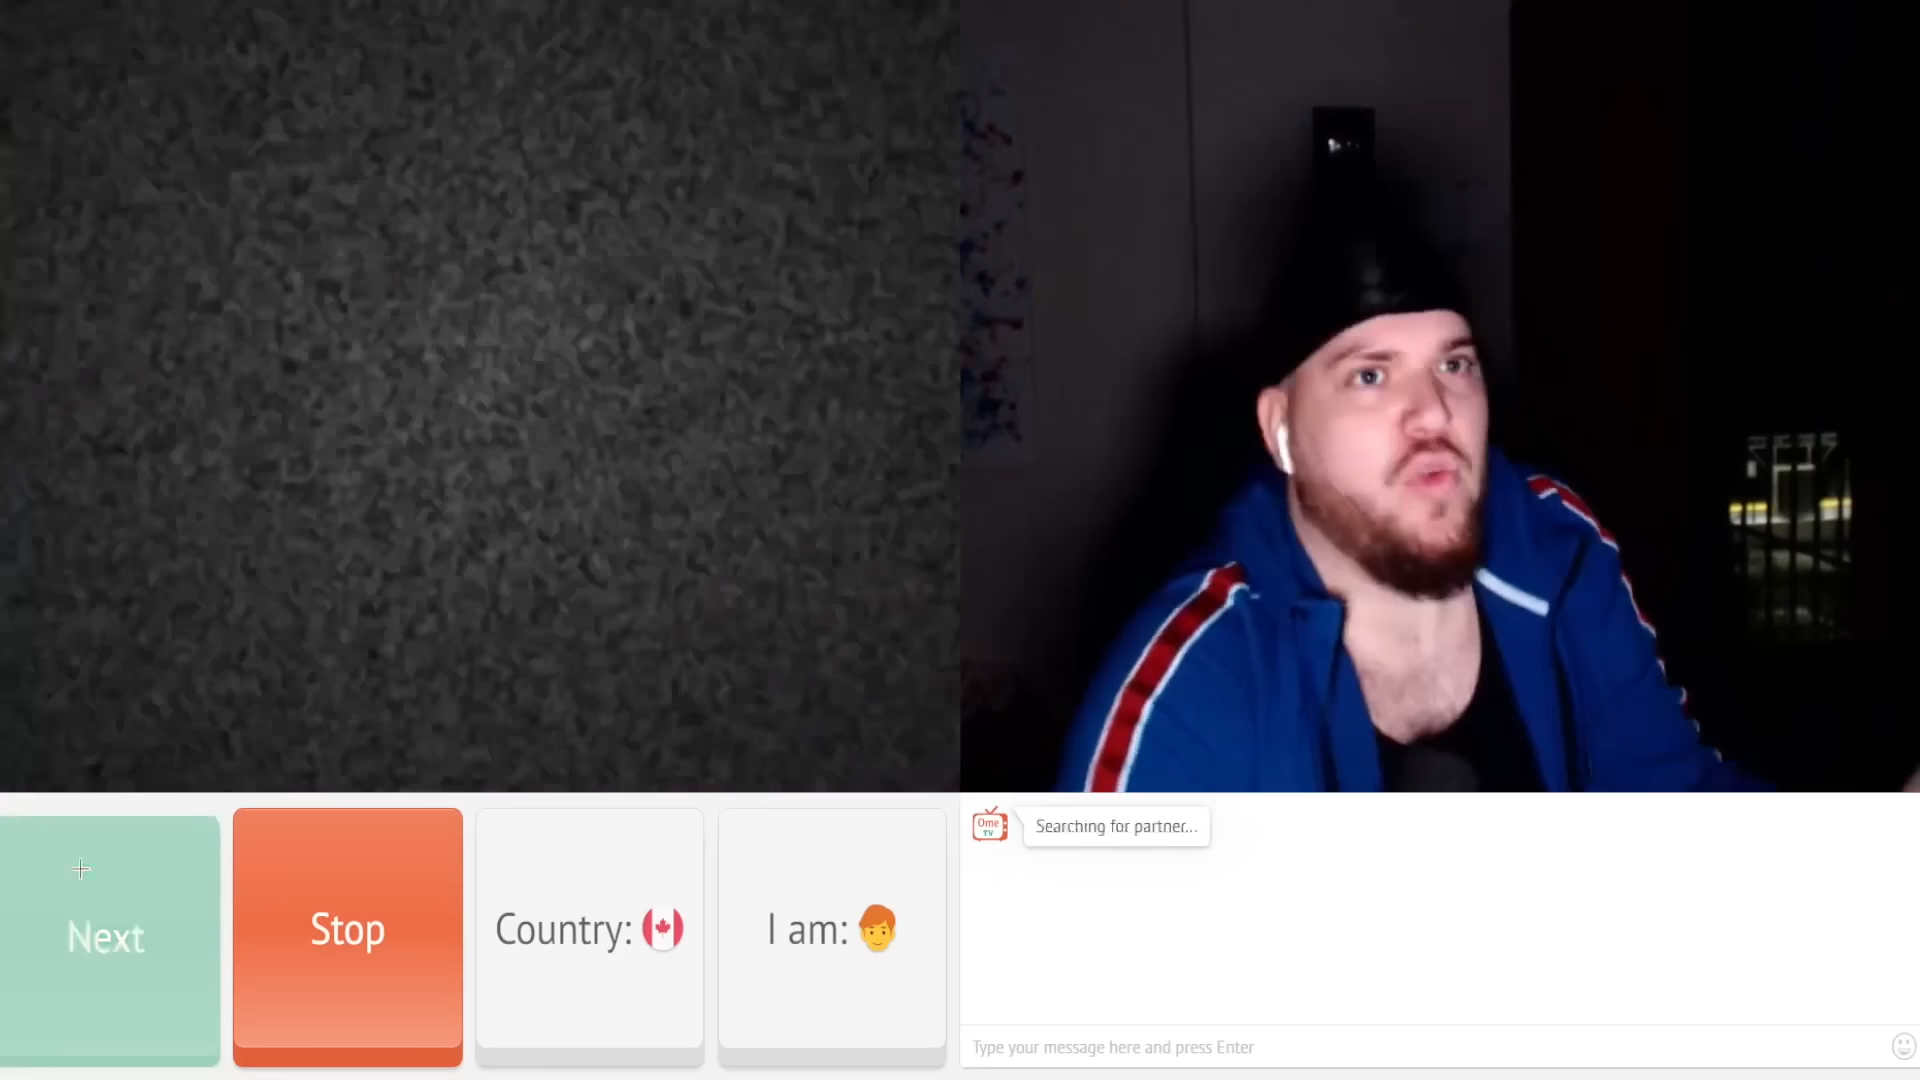 Ome
TV
Searching for partner...
Next
Stop
Country:
I am:
Type your message here and press Enter